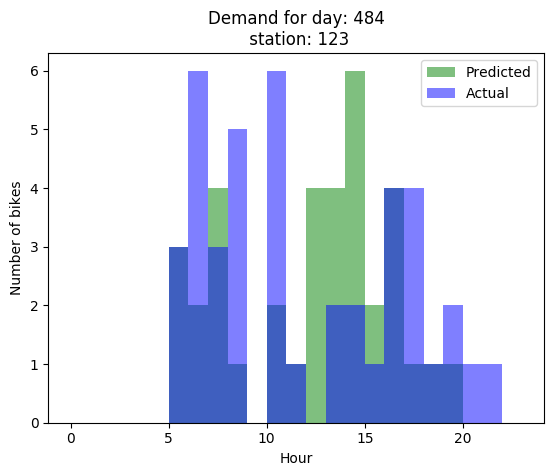 Demand for day: 484
station: 123
Predicted
Actual
6
5
4
3
2
1
0
Number of bikes
0 5 10 15 20
Hour